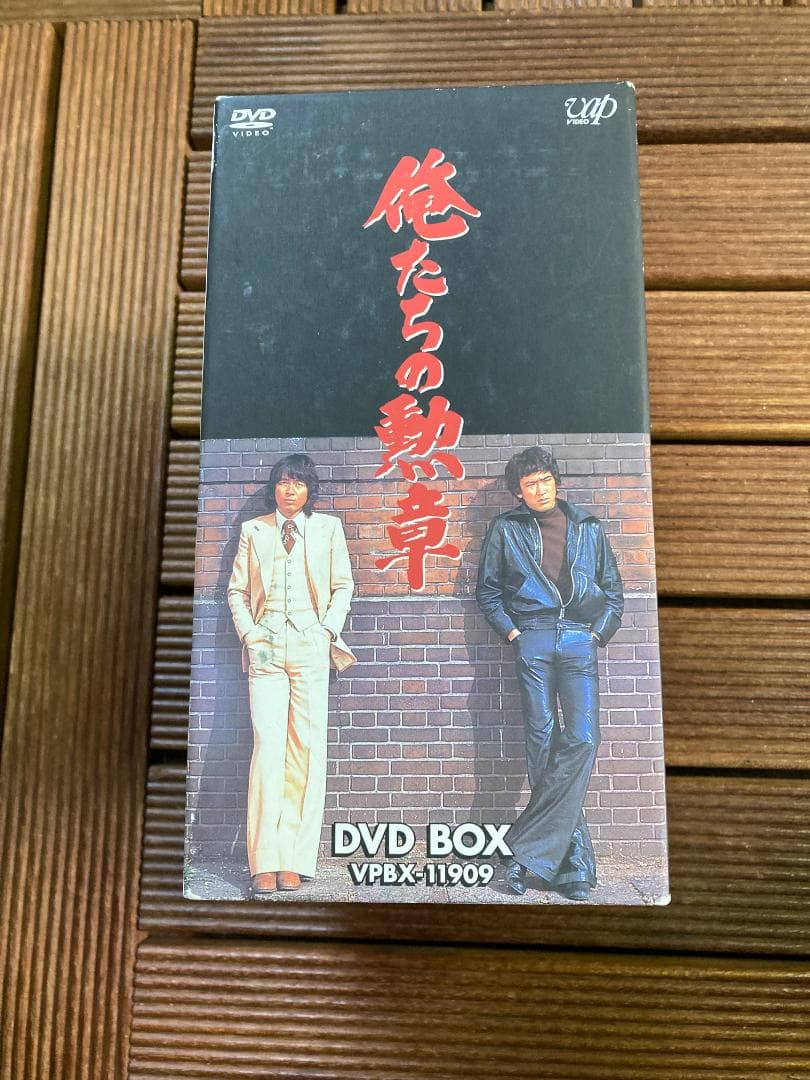 DVD
VIDEO
vap
VIDEO
俺たちの勲章
DVD BOX
VPBX-11909